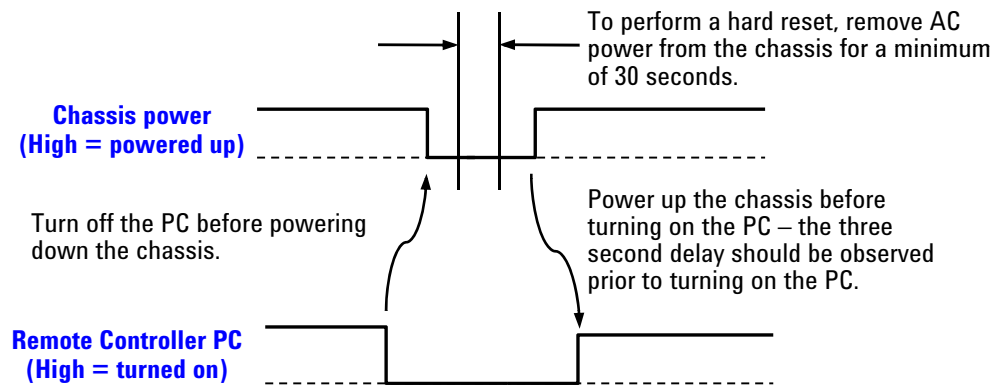 To perform a hard reset, remove AC
power from the chassis for a minimum
of 30 seconds.
Chassis power
(High = powered up)
Turn off the PC before powering
down the chassis.
Power up the chassis before
turning on the PC – the three
second delay should be observed
prior to turning on the PC.
Remote Controller PC
(High = turned on)